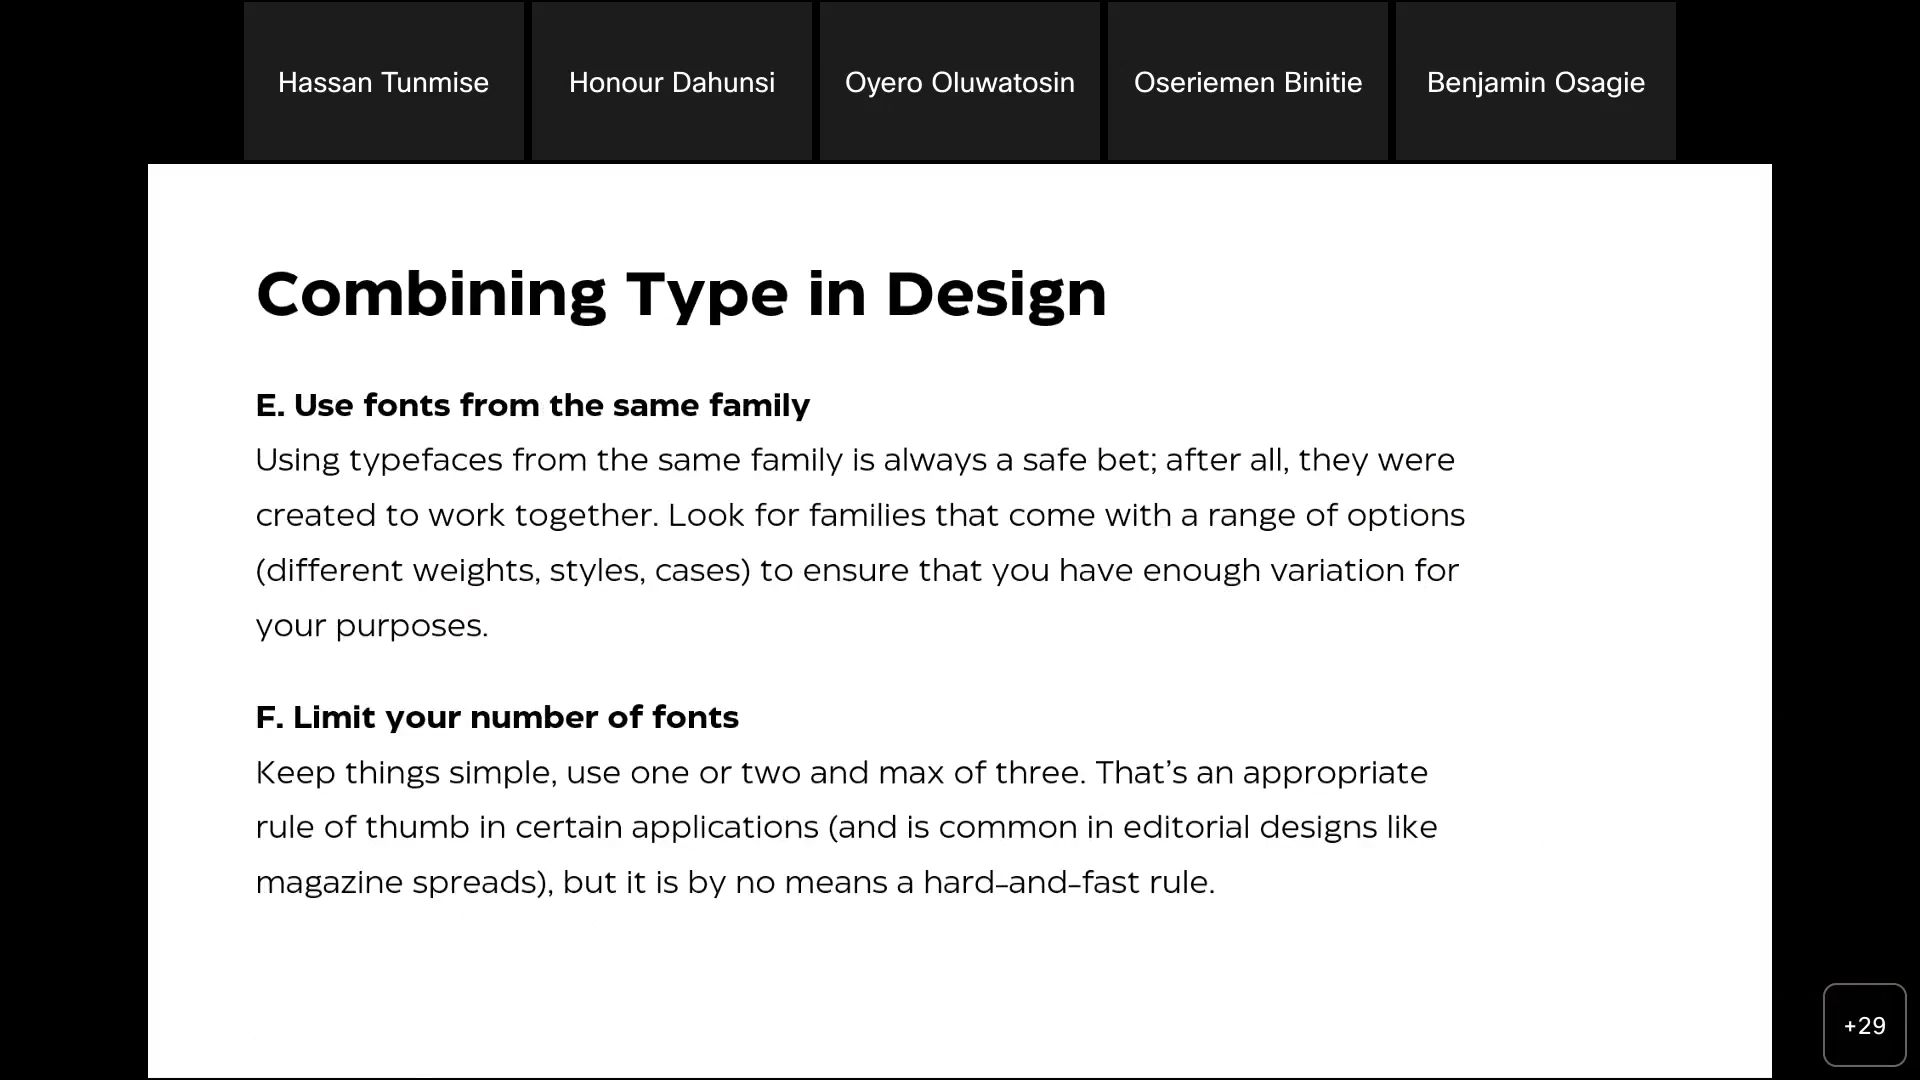 Hassan Tunmise
Honour Dahunsi
Oyero Oluwatosin
Oseriemen Binitie
Benjamin Osagie
Combining Type in Design
E. Use fonts from the same family
Using typefaces from the same family is always a safe bet; after all, they were
created to work together. Look for families that come with a range of options
(different weights, styles, cases) to ensure that you have enough variation for
your purposes.
F. Limit your number of fonts
Keep things simple, use one or two and max of three. That’s an appropriate
rule of thumb in certain applications (and is common in editorial designs like
magazine spreads), but it is by no means a hard-and-fast rule.
+29